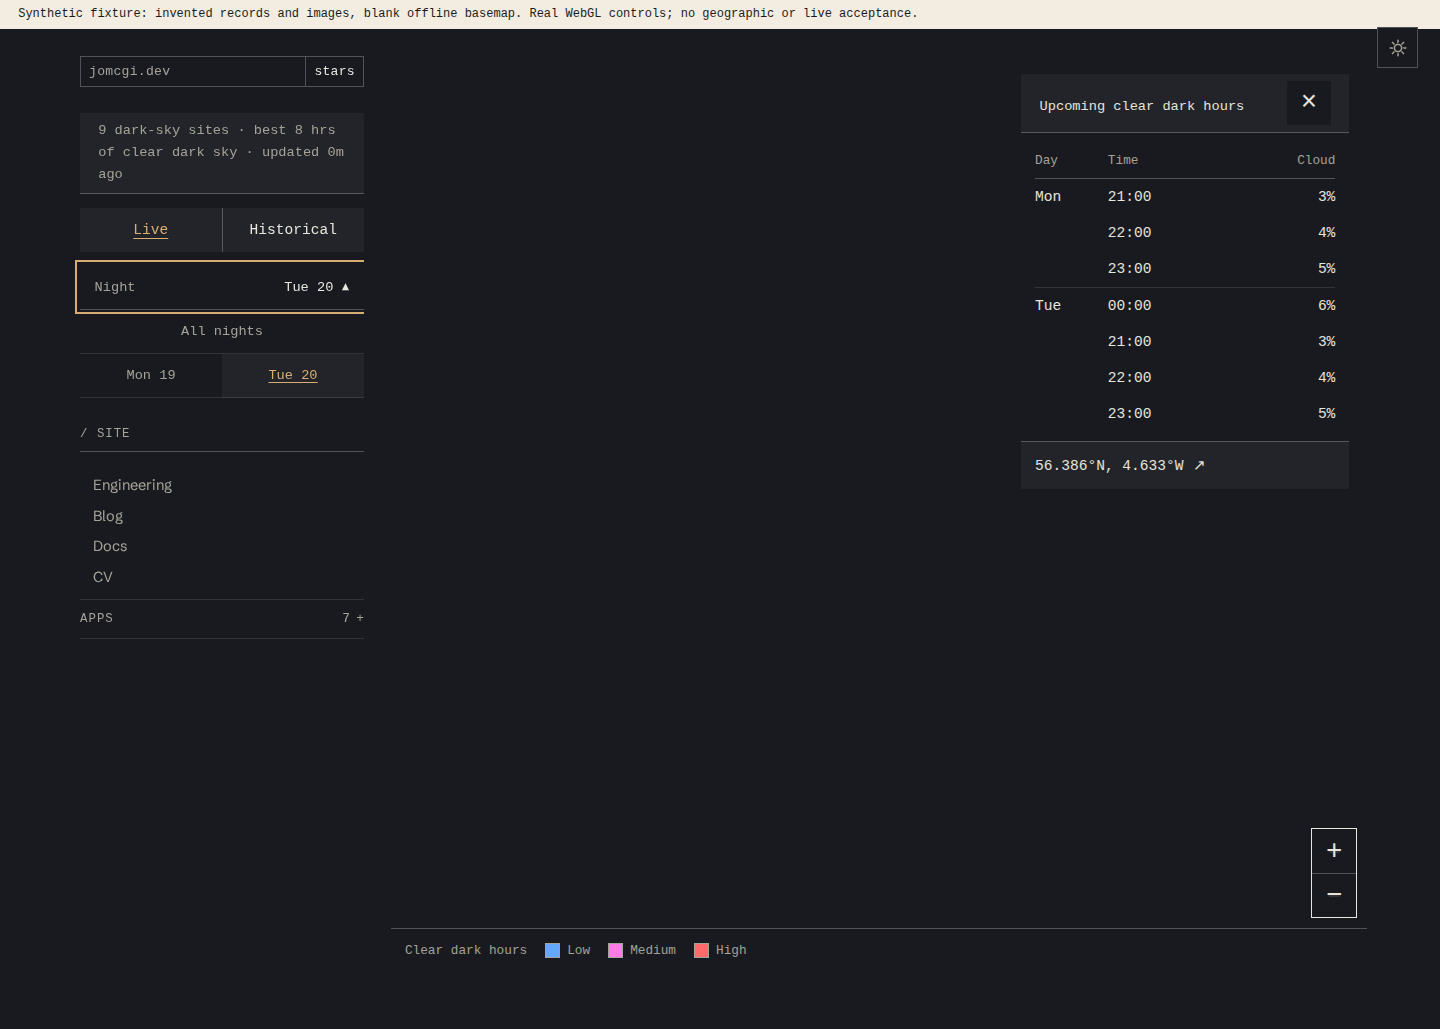 Synthetic fixture: invented records and images, blank offline basemap. Real WebGL controls; no geographic or live acceptance.
jomcgi.dev stars
9 dark-sky sites · best 8 hrs
of clear dark sky · updated 0m
ago
Live Historical
Night Tue 20 ▲
All nights
Mon 19 Tue 20
/ SITE
Engineering
Blog
Docs
CV
APPS 7 +
Upcoming clear dark hours ×
Day Time Cloud
Mon 21:00 3%
22:00 4%
23:00 5%
Tue 00:00 6%
21:00 3%
22:00 4%
23:00 5%
56.386°N, 4.633°W ↗
+
−
Clear dark hours Low Medium High